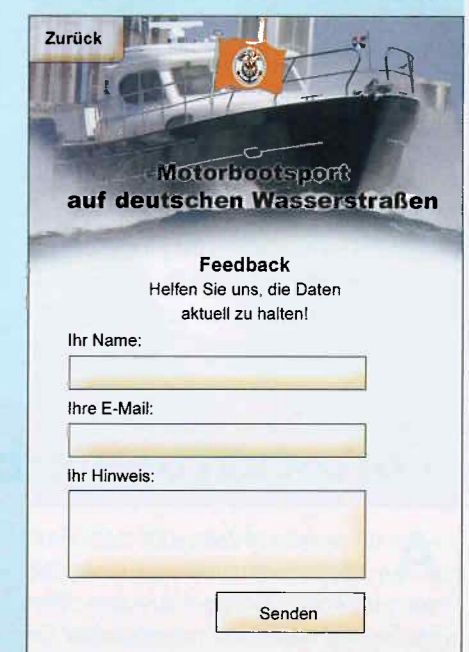 Zurück
Motorbootsport
auf deutschen Wasserstraßen
Feedback
Helfen Sie uns, die Daten
aktuell zu halten!
Ihr Name:
Ihre E-Mail:
Ihr Hinweis:
Senden